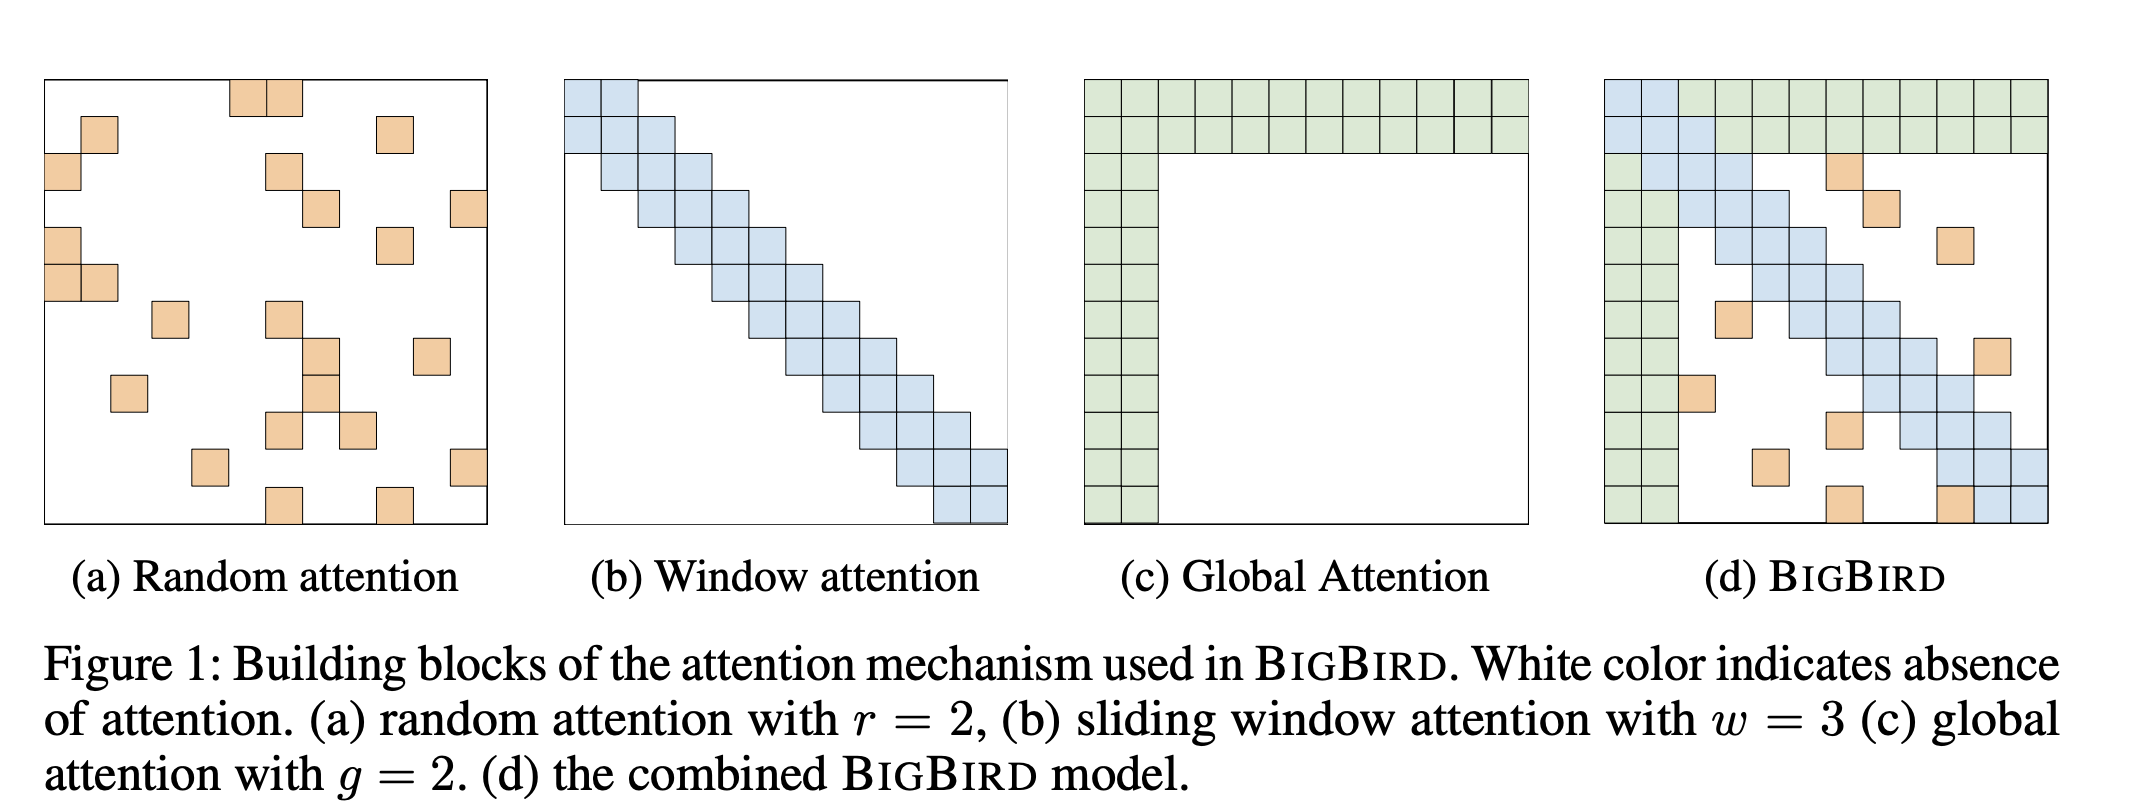 (a) Random attention
(b) Window attention
(c) Global Attention
(d) BIGBIRD
Figure 1: Building blocks of the attention mechanism used in BIGBIRD. White color indicates absence
of attention. (a) random attention with r = 2, (b) sliding window attention with w = 3 (c) global
attention with g = 2. (d) the combined BIGBIRD model.